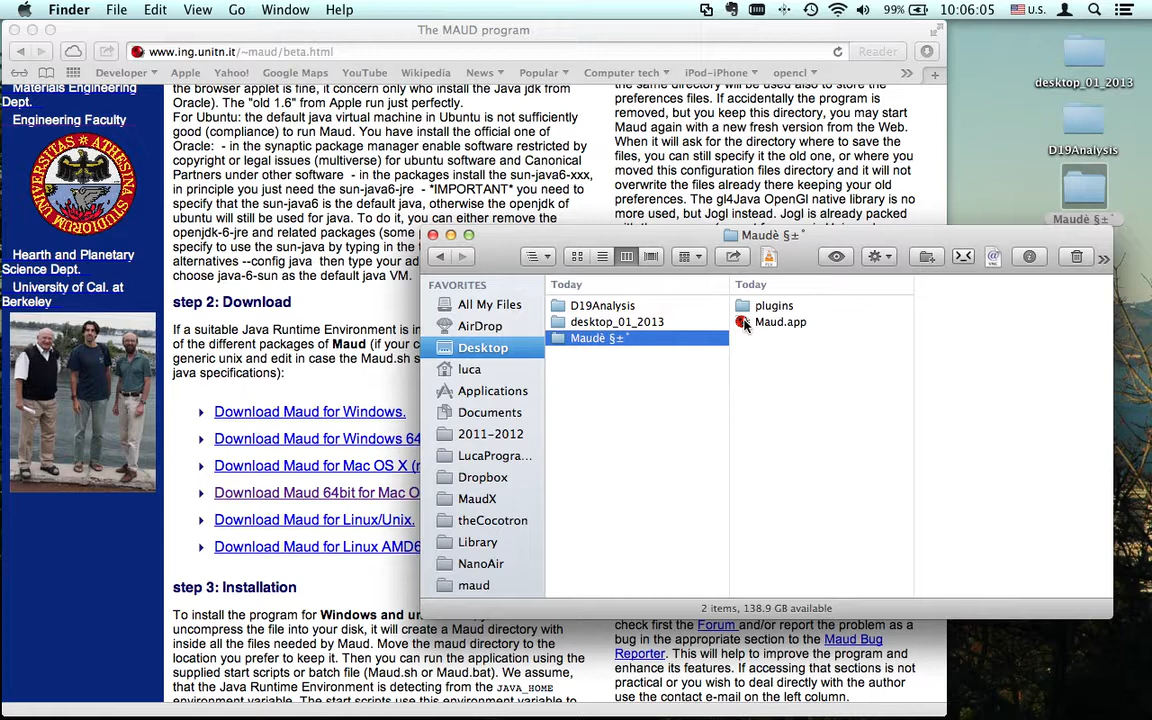 Finder File Edit View Go Window Help 99% 10:06:05 U.S.
The MAUD program
www.ing.unitn.it/~maud/beta.html Reader
Developer Apple Yahoo! Google Maps YouTube Wikipedia News Popular Computer tech iPod-iPhone opencl
Materials Engineering
Dept.
Engineering Faculty
Hearth and Planetary
Science Dept.
University of Cal. at
Berkeley
the browser applet is fine, it concern only who install the Java jdk from
Oracle). The "old 1.6" from Apple run just perfectly.
For Ubuntu: the default java virtual machine in Ubuntu is not sufficiently
good (compliance) to run Maud. You have install the official one of
Oracle: - in the synaptic package manager enable software restricted by
copyright or legal issues (multiverse) for ubuntu software and Canonical
Partners under other software - in the packages install the sun-java6-xxx,
in principle you just need the sun-java6-jre - *IMPORTANT* you need to
specify that the sun-java6 is the default java, otherwise the openjdk of
ubuntu will still be used for java. To do it, you can either remove the
openjdk-6-jre and related packages (some
specify to use the sun-java by typing in the t
alternatives --config java then type your ad
choose java-6-sun as the default java VM.
step 2: Download
If a suitable Java Runtime Environment is in
different packages of Maud (if your c
generic unix and edit in case the Maud.sh s
java specifications):
Download Maud for Windows.
Download Maud for Windows 64
Download Maud for Mac OS X (r
Download Maud 64bit for Mac O
Download Maud for Linux/Unix.
Download Maud for Linux AMD6
step 3: Installation
To install the program for Windows and un
uncompress the file into your disk, it will create a Maud directory with
inside all the files needed by Maud. Move the maud directory to the
location you prefer to keep it. Then you can run the application using the
supplied start scripts or batch file (Maud.sh or Maud.bat). We assume,
that the Java Runtime Environment is detecting from the JAVA_HOME
environment variable. The start scripts use this environment variable to
the same directory will be used also to store the
preferences files. If accidentally the program is
removed, but you keep this directory, you may start
Maud again with a new fresh version from the Web.
When it will ask for the directory where to save the
files, you can still specify it the old one, or where you
moved this configuration files directory and it will not
overwrite the files already there keeping your old
preferences. The gl4Java OpenGl native library is no
more used, but Jogl instead. Jogl is already packed
check first the Forum and/or report the problem as a
bug in the appropriate section to the Maud Bug
Reporter. This will help to improve the program and
enhance its features. If accessing that sections is not
practical or you wish to deal directly with the author
use the contact e-mail on the left column.
Maudè §±°
FAVORITES
All My Files
AirDrop
Desktop
luca
Applications
Documents
2011-2012
LucaProgra...
Dropbox
MaudX
theCocotron
Library
NanoAir
maud
Today
D19Analysis
desktop_01_2013
Maudè §±°
Today
plugins
Maud.app
2 items, 138.9 GB available
desktop_01_2013
D19Analysis
Maudè §±°